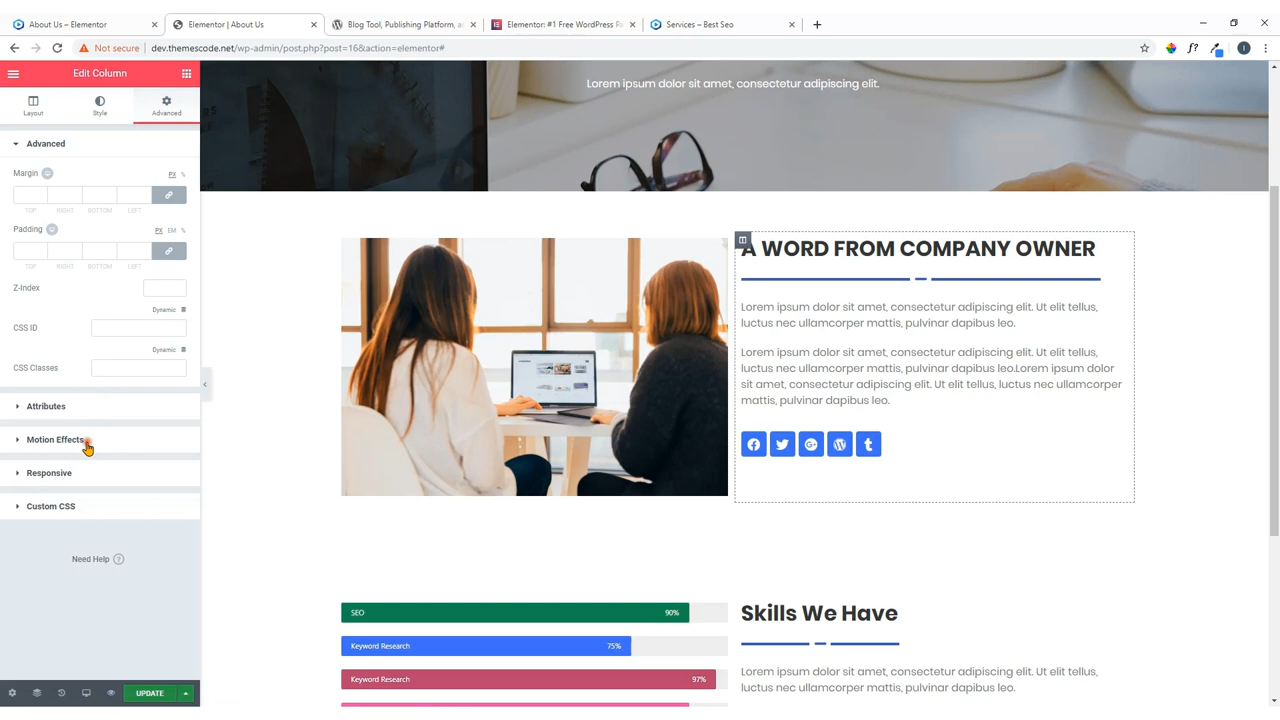 About Us – Elementor
Elementor | About Us
Blog Tool, Publishing Platform, a
Elementor: #1 Free WordPress P
Services – Best Seo
Not secure
dev.themescode.net/wp-admin/post.php?post=16&action=elementor#
Edit Column
Layout
Style
Advanced
Advanced
Margin
PX %
TOP RIGHT BOTTOM LEFT
Padding
PX EM %
TOP RIGHT BOTTOM LEFT
Z-Index
Dynamic
CSS ID
Dynamic
CSS Classes
Attributes
Motion Effects
Responsive
Custom CSS
Need Help ?
UPDATE
Lorem ipsum dolor sit amet, consectetur adipiscing elit.
A WORD FROM COMPANY OWNER
Lorem ipsum dolor sit amet, consectetur adipiscing elit. Ut elit tellus,
luctus nec ullamcorper mattis, pulvinar dapibus leo.
Lorem ipsum dolor sit amet, consectetur adipiscing elit. Ut elit tellus,
luctus nec ullamcorper mattis, pulvinar dapibus leo.Lorem ipsum dolor
sit amet, consectetur adipiscing elit. Ut elit tellus, luctus nec ullamcorper
mattis, pulvinar dapibus leo.
SEO 90%
Keyword Research 75%
Keyword Research 97%
Skills We Have
Lorem ipsum dolor sit amet, consectetur adipiscing elit. Ut elit tellus,
luctus nec ullamcorper mattis, pulvinar dapibus leo.